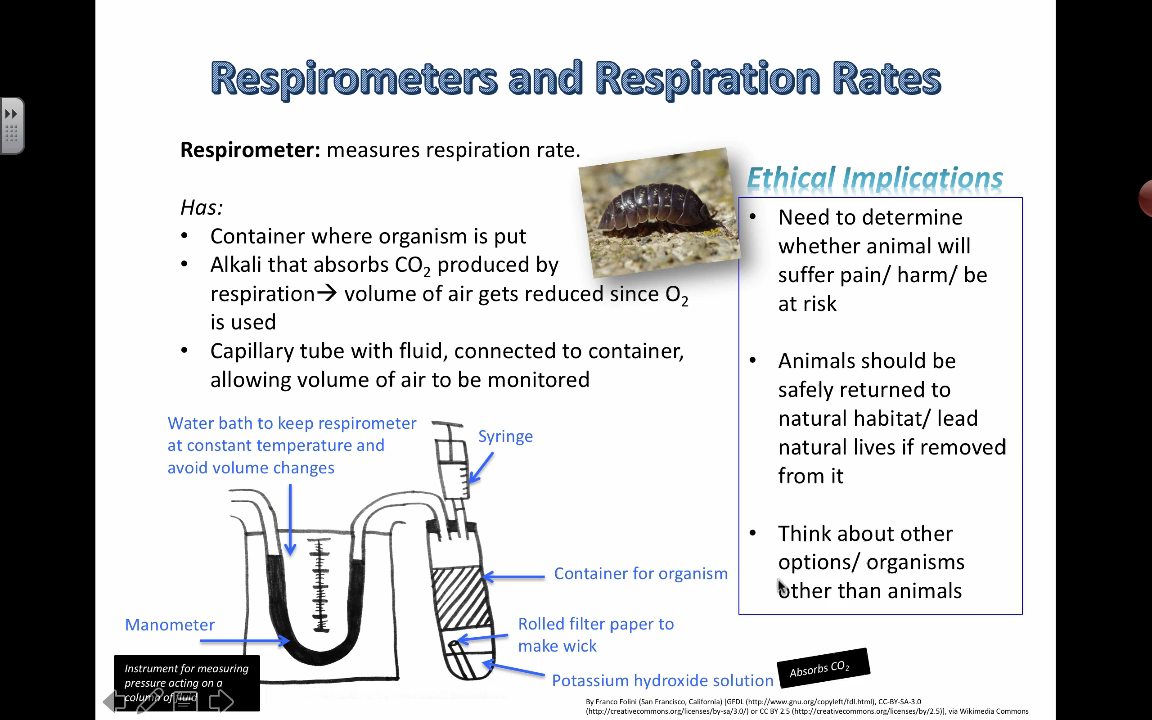 Respirometers and Respiration Rates
Respirometer: measures respiration rate.
Has:
• Container where organism is put
• Alkali that absorbs CO₂ produced by
respiration→ volume of air gets reduced since O₂
is used
• Capillary tube with fluid, connected to container,
allowing volume of air to be monitored
Ethical Implications
• Need to determine
whether animal will
suffer pain/ harm/ be
at risk
• Animals should be
safely returned to
natural habitat/ lead
natural lives if removed
from it
• Think about other
options/ organisms
other than animals
Water bath to keep respirometer
at constant temperature and
avoid volume changes
Syringe
Container for organism
Manometer
Rolled filter paper to
make wick
Instrument for measuring
pressure acting on a
column of fluid
Potassium hydroxide solution
Absorbs CO₂
By Franco Folini (San Francisco, California) [GFDL (http://www.gnu.org/copyleft/fdl.html), CC-BY-SA-3.0
(http://creativecommons.org/licenses/by-sa/3.0/) or CC BY 2.5 (http://creativecommons.org/licenses/by/2.5)], via Wikimedia Commons